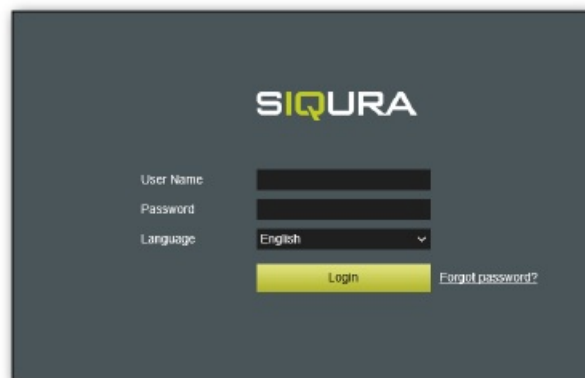 SIQURA
User Name
Password
Language English
Login Forgot password?